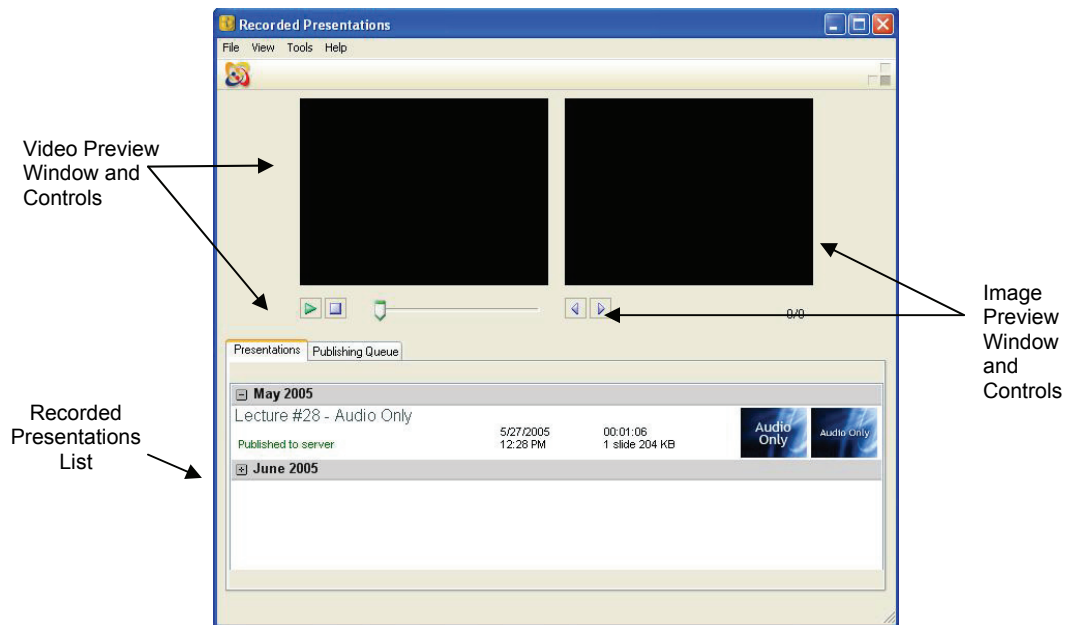 Recorded Presentations
File View Tools Help
Video Preview
Window and
Controls
Image
Preview
Window
and
Controls
0/0
Presentations Publishing Queue
May 2005
Lecture #28 - Audio Only
5/27/2005 00:01:06
Published to server 12:28 PM 1 slide 204 KB
Audio
Only
Audio Only
June 2005
Recorded
Presentations
List